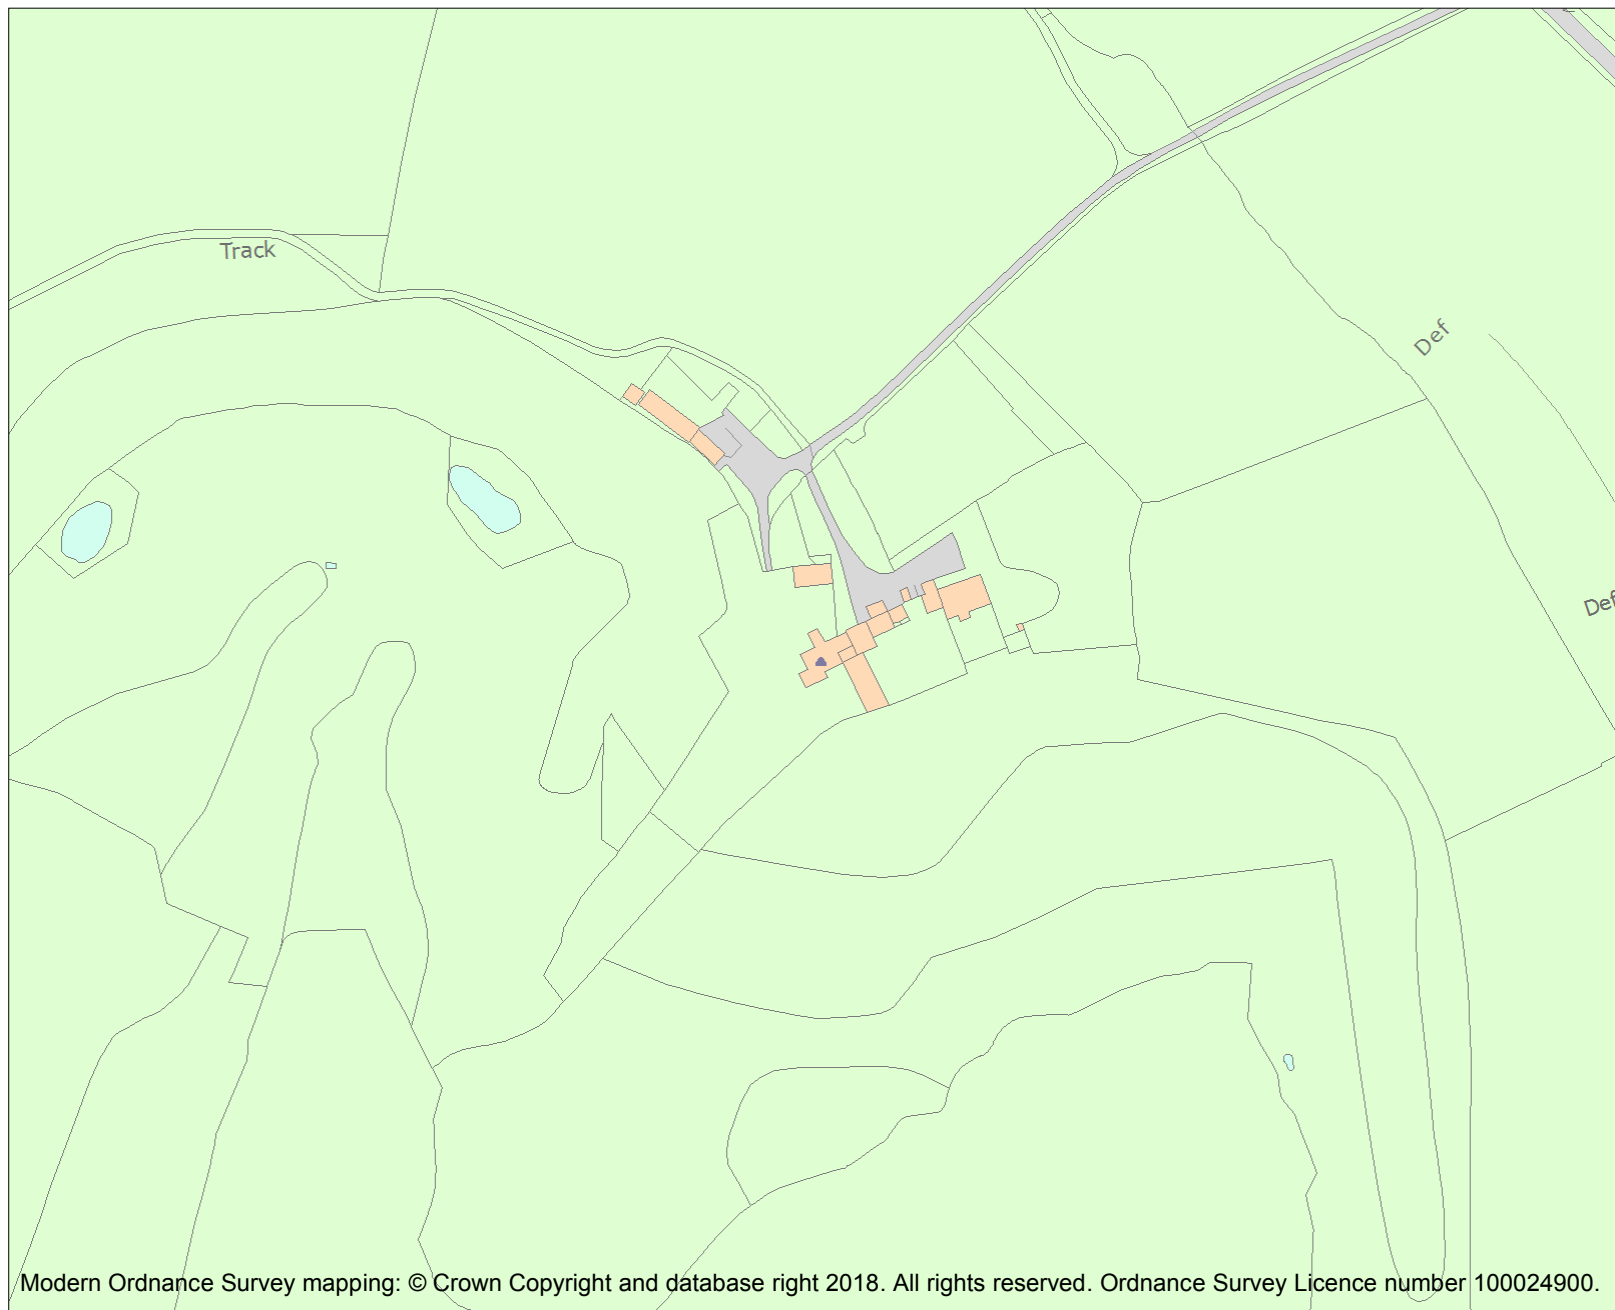 Track
Def
Def
Modern Ordnance Survey mapping: © Crown Copyright and database right 2018. All rights reserved. Ordnance Survey Licence number 100024900.